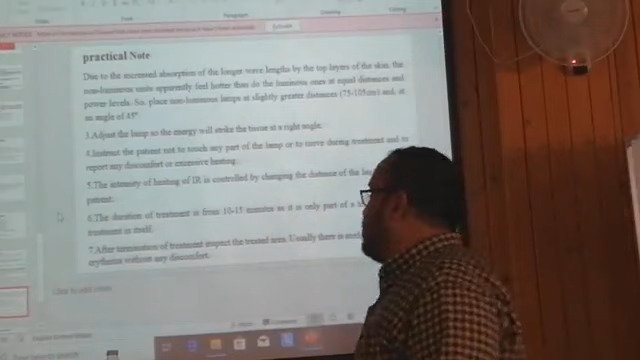 practical Note
Due to the increased absorption of the longer wave lengths by the top layers of the skin, the
non-luminous units apparently feel hotter than do the luminous ones at equal distances and
power levels. So, place non-luminous lamps at slightly greater distances (75-105cm) and, at
an angle of 45°
3.Adjust the lamp so the energy will strike the tissue at a right angle.
4.Instruct the patient not to touch any part of the lamp or to move during treatment and to
report any discomfort or excessive heating.
5.The intensity of heating of IR is controlled by changing the distance of the
patient.
6.The duration of treatment is from 10-15 minutes as it is only part of a
treatment or itself.
7.After termination of treatment inspect the treated area. Usually there is
erythema without any discomfort.
Click to add notes